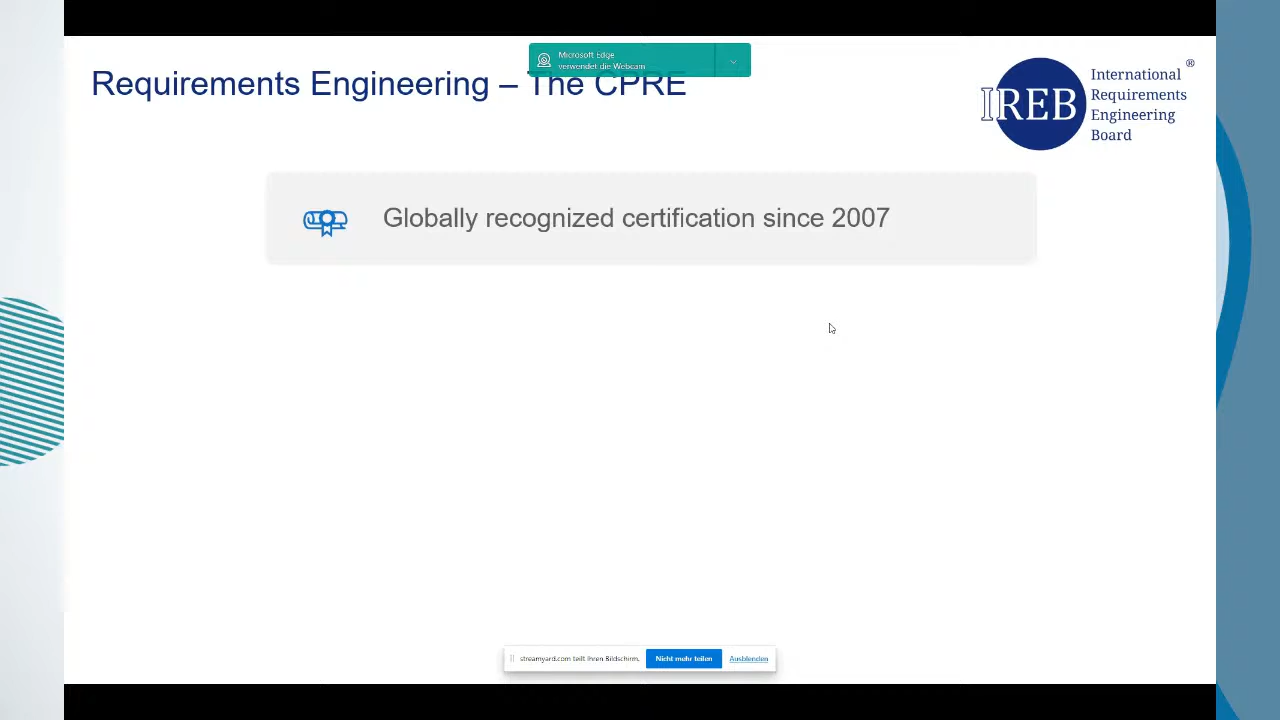 Microsoft Edge
verwendet die Webcam
Requirements Engineering – The CPRE
IREB
International ®
Requirements
Engineering
Board
Globally recognized certification since 2007
streamyard.com teilt Ihren Bildschirm.
Nicht mehr teilen
Ausblenden